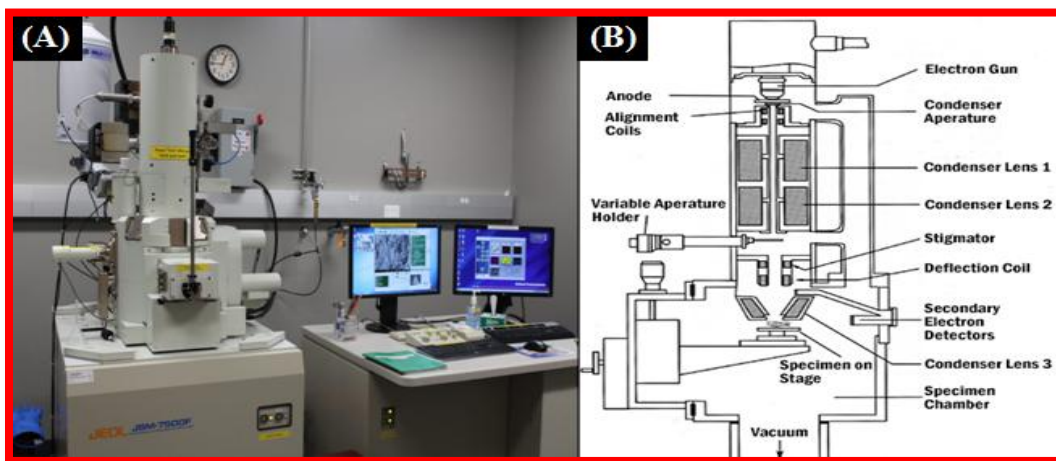 (A)
JEOL JSM-7500F
(B)
Electron Gun
Anode
Condenser
Aperature
Alignment
Coils
Condenser Lens 1
Condenser Lens 2
Variable Aperature
Holder
Stigmator
Deflection Coil
Secondary
Electron
Detectors
Condenser Lens 3
Specimen on
Stage
Specimen
Chamber
Vacuum